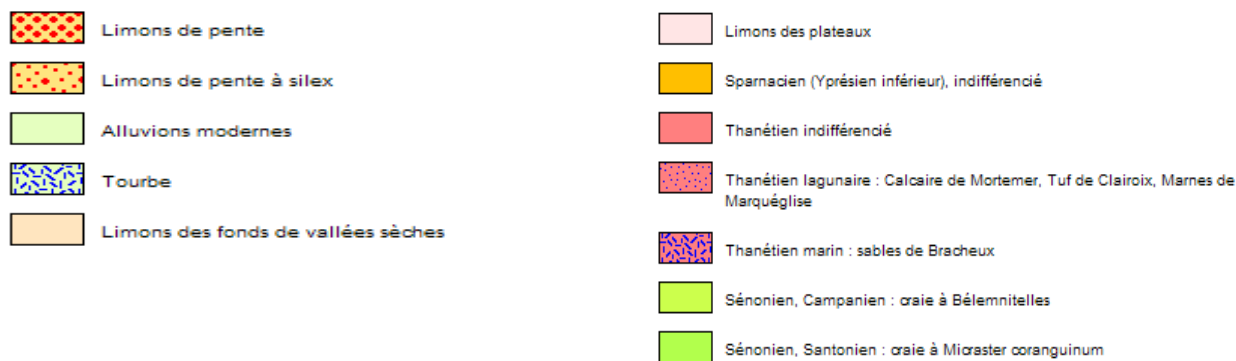 Limons de pente
Limons de pente à silex
Alluvions modernes
Tourbe
Limons des fonds de vallées sèches
Limons des plateaux
Sparnacien (Yprésien inférieur), indifférencié
Thanétien indifférencié
Thanétien lagunaire : Calcaire de Mortemer, Tuf de Clairoix, Marnes de
Marquéglise
Thanétien marin : sables de Bracheux
Sénonien, Campanien : craie à Bélemnitelles
Sénonien, Santonien : craie à Micraster coranguinum